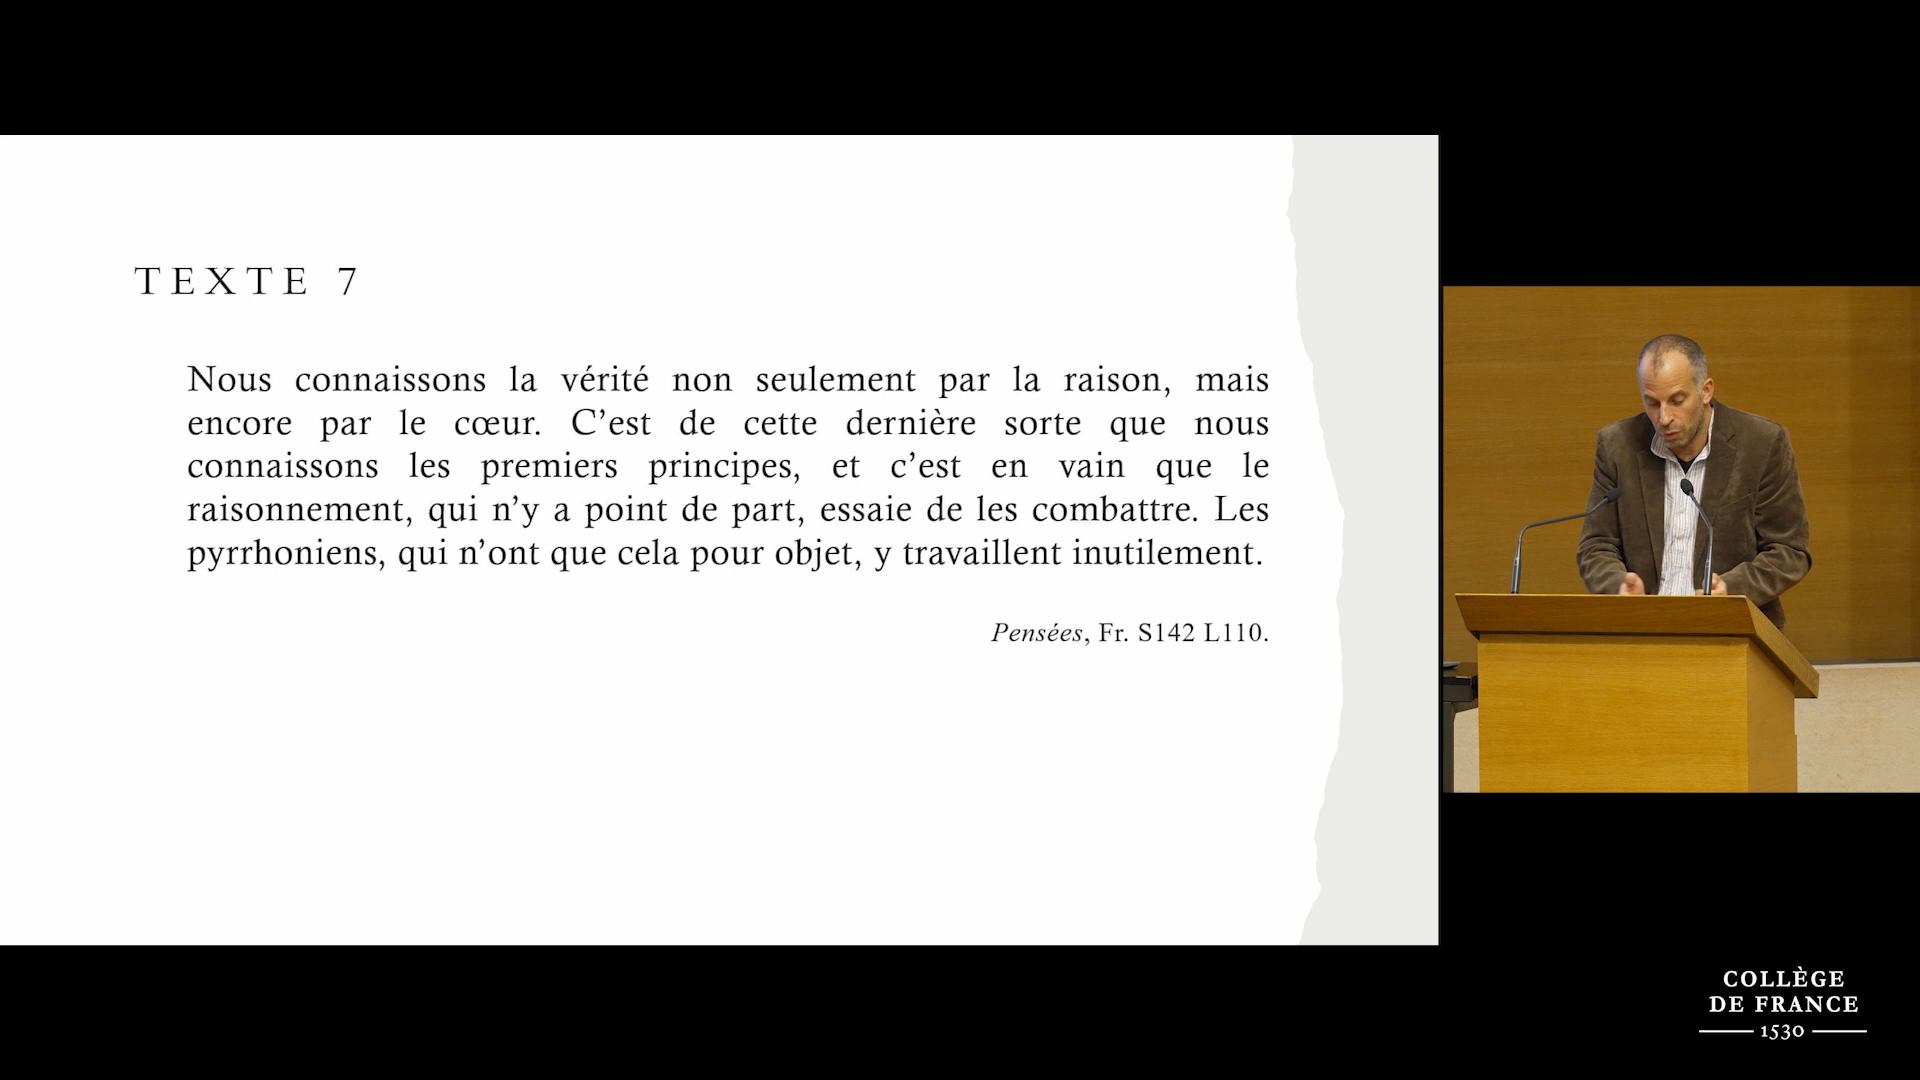 TEXTE 7
Nous connaissons la vérité non seulement par la raison, mais
encore par le cœur. C’est de cette dernière sorte que nous
connaissons les premiers principes, et c’est en vain que le
raisonnement, qui n’y a point de part, essaie de les combattre. Les
pyrrhoniens, qui n’ont que cela pour objet, y travaillent inutilement.
Pensées, Fr. S142 L110.
COLLÈGE
DE FRANCE
1530